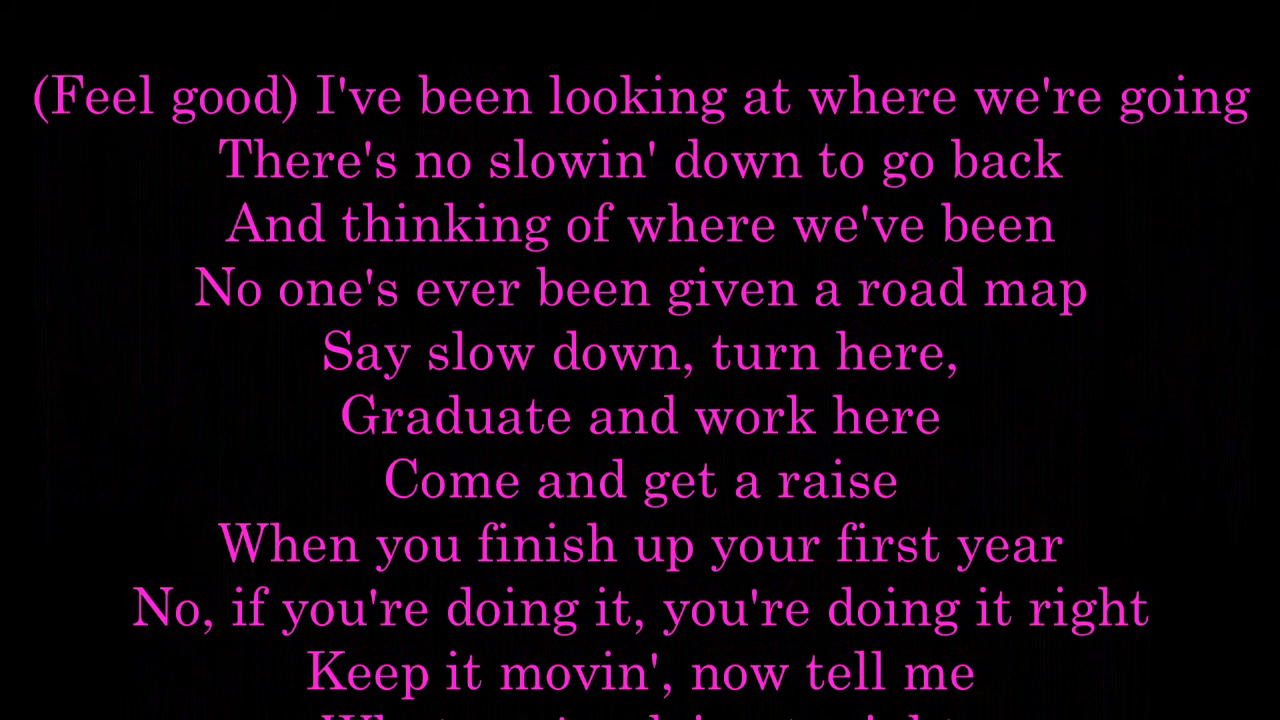 (Feel good) I've been looking at where we're going
There's no slowin' down to go back
And thinking of where we've been
No one's ever been given a road map
Say slow down, turn here,
Graduate and work here
Come and get a raise
When you finish up your first year
No, if you're doing it, you're doing it right
Keep it movin', now tell me